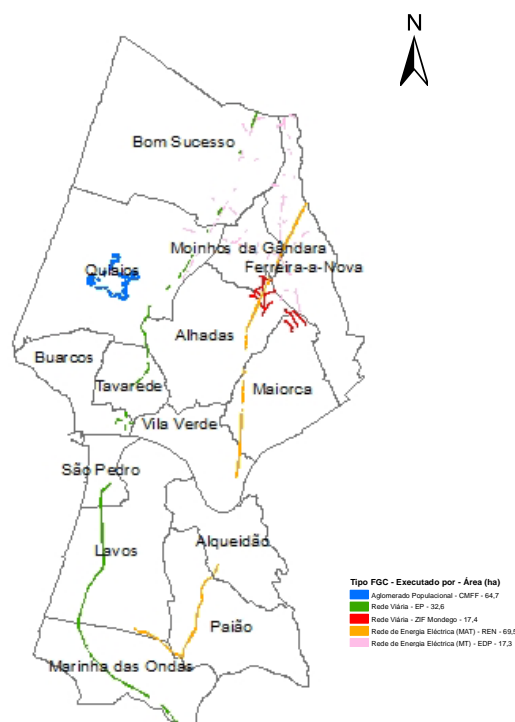 N
Bom Sucesso
Moinhos da Gândara
Ferreira-a-Nova
Quiaios
Alhadas
Buarcos
Tavarede
Maiorca
Vila Verde
São Pedro
Lavos
Alqueidão
Paião
Marinha das Ondas
Tipo FGC - Executado por - Área (ha)
Aglomerado Populacional - CMFF - 64,7
Rede Viária - EP - 32,6
Rede Viária - ZIF Mondego - 17,4
Rede de Energia Eléctrica (MAT) - REN - 69,5
Rede de Energia Eléctrica (MT) - EDP - 17,3